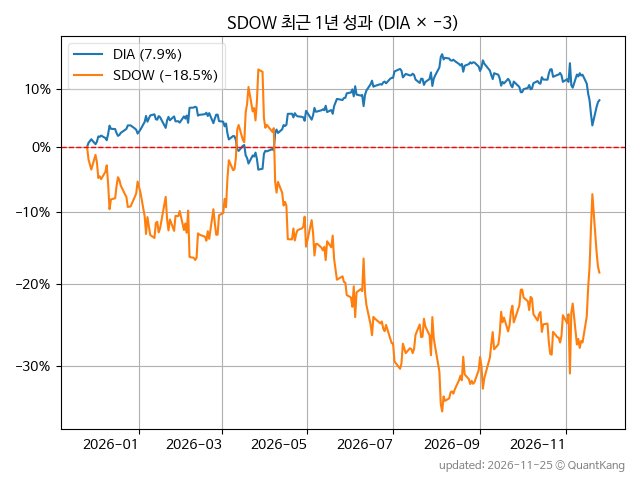 SDOW 최근 1년 성과 (DIA × −3)
DIA (7.9%)
SDOW (−18.5%)
10%
0%
−10%
−20%
−30%
2026-01
2026-03
2026-05
2026-07
2026-09
2026-11
updated: 2026-11-25 © QuantKang